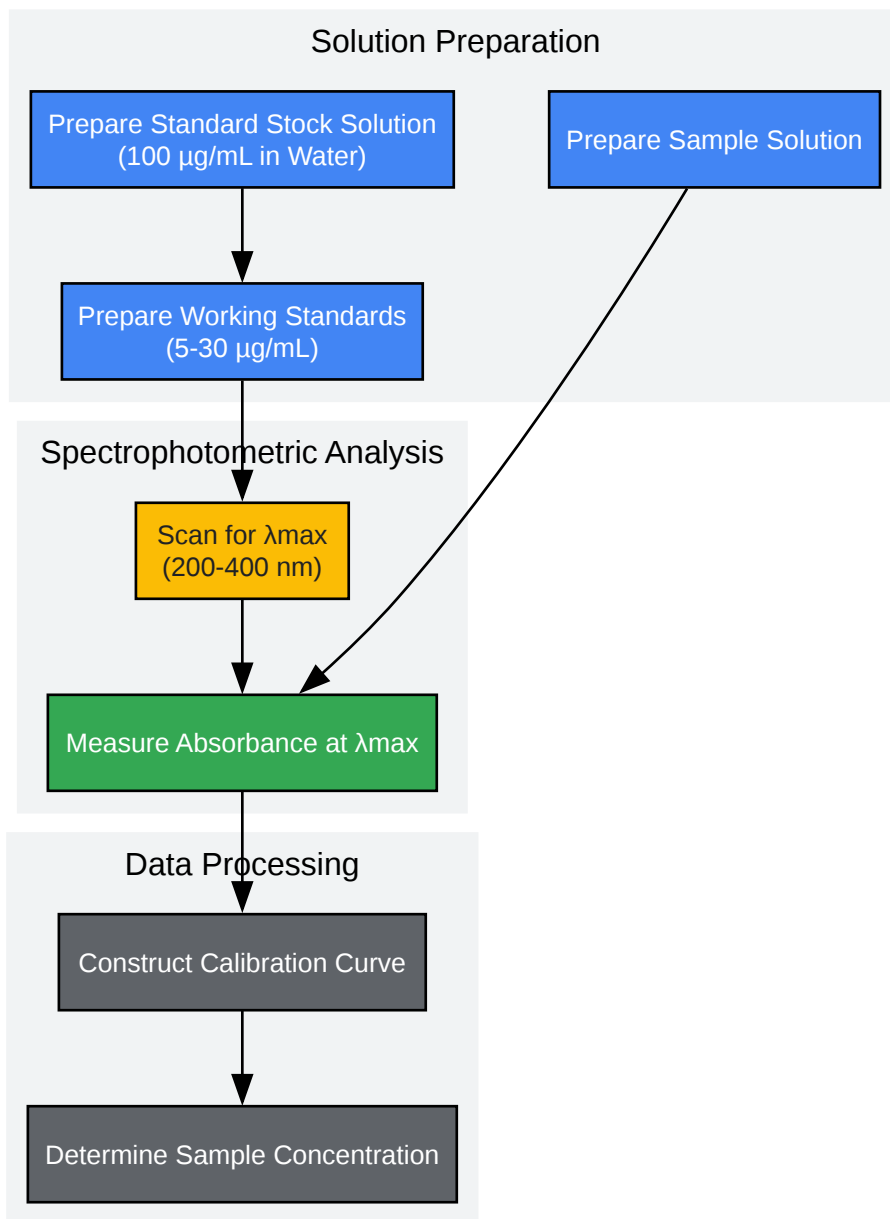 Solution Preparation
Prepare Standard Stock Solution
(100 µg/mL in Water)
Prepare Sample Solution
Prepare Working Standards
(5-30 µg/mL)
Spectrophotometric Analysis
Scan for λmax
(200-400 nm)
Measure Absorbance at λmax
Data Processing
Construct Calibration Curve
Determine Sample Concentration